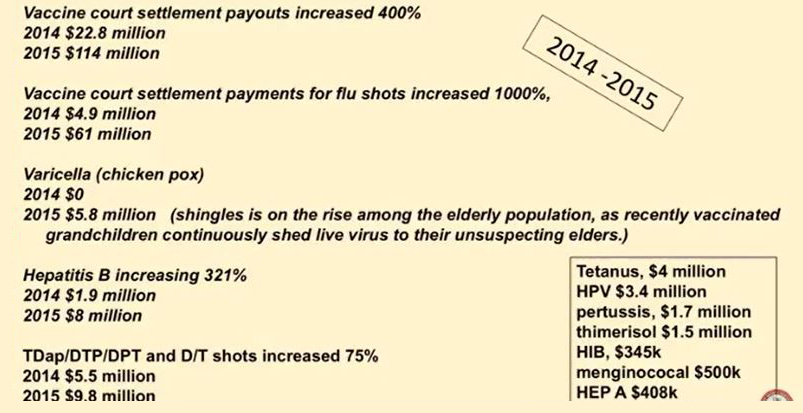 Vaccine court settlement payouts increased 400%
2014 $22.8 million
2015 $114 million
2014 -2015
Vaccine court settlement payments for flu shots increased 1000%,
2014 $4.9 million
2015 $61 million
Varicella (chicken pox)
2014 $0
2015 $5.8 million (shingles is on the rise among the elderly population, as recently vaccinated
grandchildren continuously shed live virus to their unsuspecting elders.)
Hepatitis B increasing 321%
2014 $1.9 million
2015 $8 million
TDap/DTP/DPT and D/T shots increased 75%
2014 $5.5 million
2015 $9.8 million
Tetanus, $4 million
HPV $3.4 million
pertussis, $1.7 million
thimerisol $1.5 million
HIB, $345k
menginococal $500k
HEP A $408k